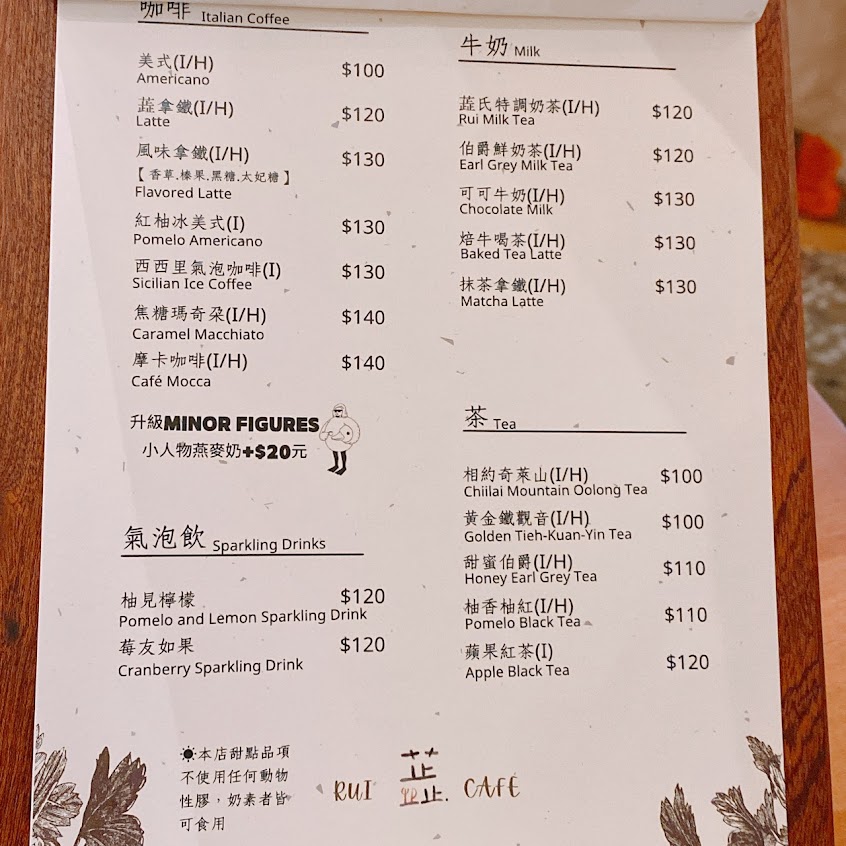 咖啡 Italian Coffee
美式(I/H) $100
Americano
蕋拿鐵(I/H) $120
Latte
風味拿鐵(I/H) $130
【香草.榛果.黑糖.太妃糖】
Flavored Latte
紅柚冰美式(I) $130
Pomelo Americano
西西里氣泡咖啡(I) $130
Sicilian Ice Coffee
焦糖瑪奇朶(I/H) $140
Caramel Macchiato
摩卡咖啡(I/H) $140
Café Mocca
升級MINOR FIGURES
小人物燕麥奶+$20元
氣泡飲 Sparkling Drinks
柚見檸檬 $120
Pomelo and Lemon Sparkling Drink
莓友如果 $120
Cranberry Sparkling Drink
牛奶 Milk
蕋氏特調奶茶(I/H) $120
Rui Milk Tea
伯爵鮮奶茶(I/H) $120
Earl Grey Milk Tea
可可牛奶(I/H) $130
Chocolate Milk
焙牛喝茶(I/H) $130
Baked Tea Latte
抹茶拿鐵(I/H) $130
Matcha Latte
茶 Tea
相約奇萊山(I/H) $100
Chiilai Mountain Oolong Tea
黃金鐵觀音(I/H) $100
Golden Tieh-Kuan-Yin Tea
甜蜜伯爵(I/H) $110
Honey Earl Grey Tea
柚香柚紅(I/H) $110
Pomelo Black Tea
蘋果紅茶(I) $120
Apple Black Tea
本店甜點品項
不使用任何動物
性膠，奶素者皆
可食用
RUI 蕋 CAFÉ